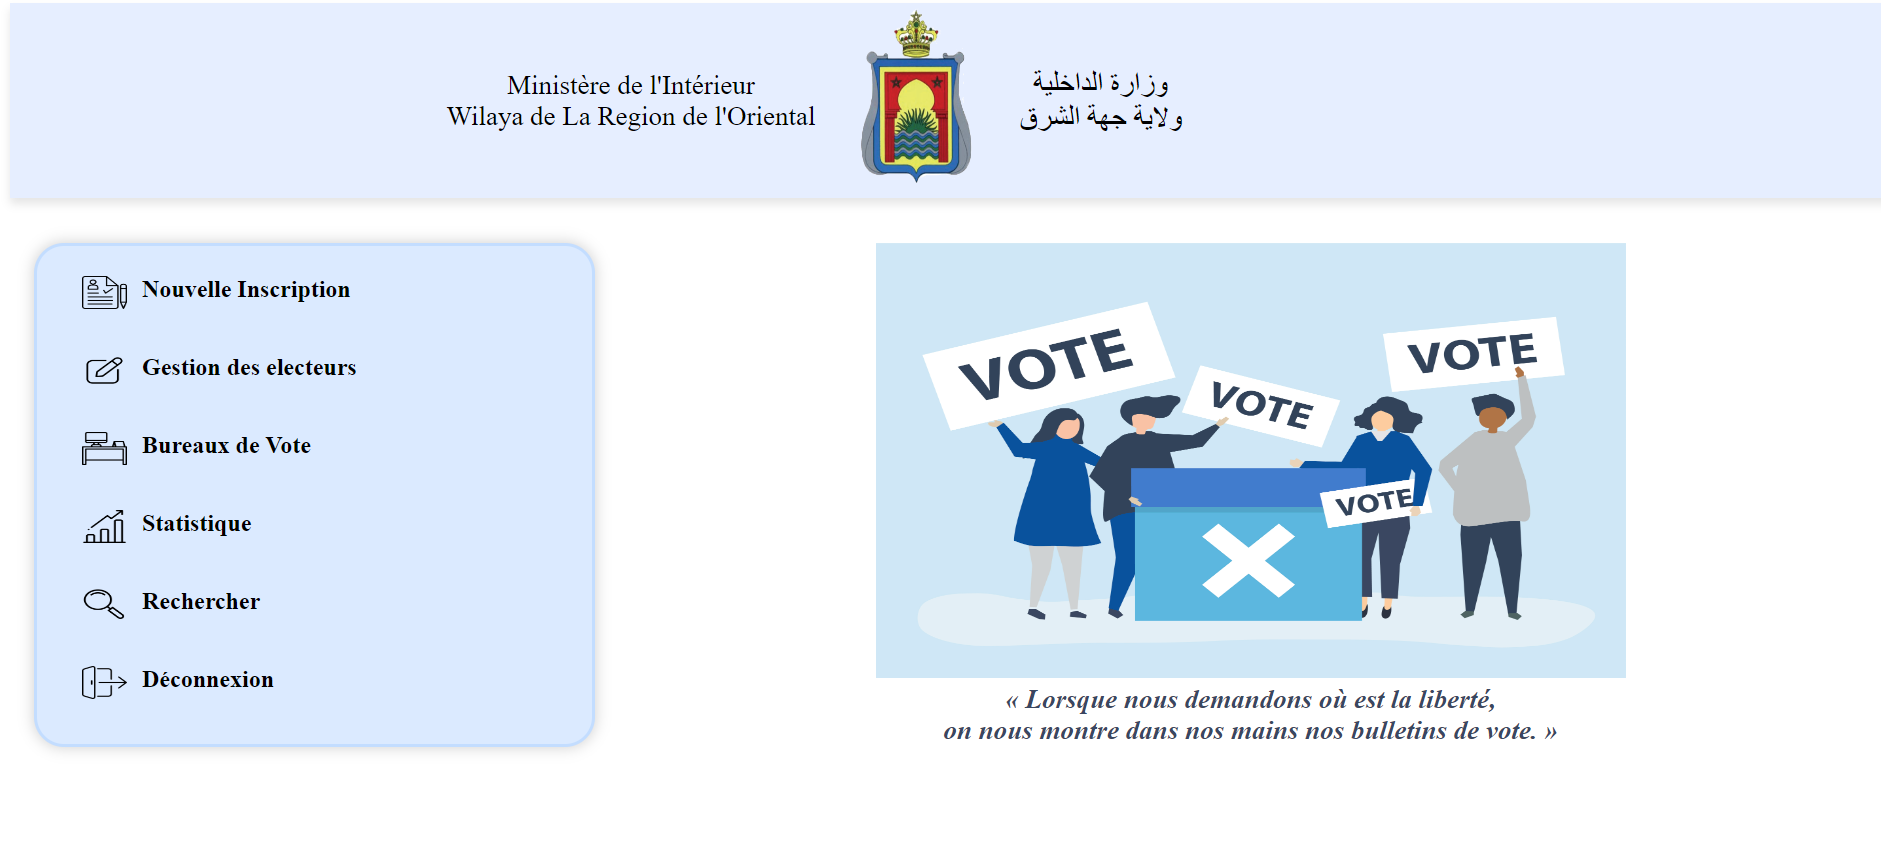 Ministère de l'Intérieur
Wilaya de La Region de l'Oriental
وزارة الداخلية
ولاية جهة الشرق
Nouvelle Inscription
Gestion des electeurs
Bureaux de Vote
Statistique
Rechercher
Déconnexion
VOTE
VOTE
VOTE
VOTE
« Lorsque nous demandons où est la liberté,
on nous montre dans nos mains nos bulletins de vote. »